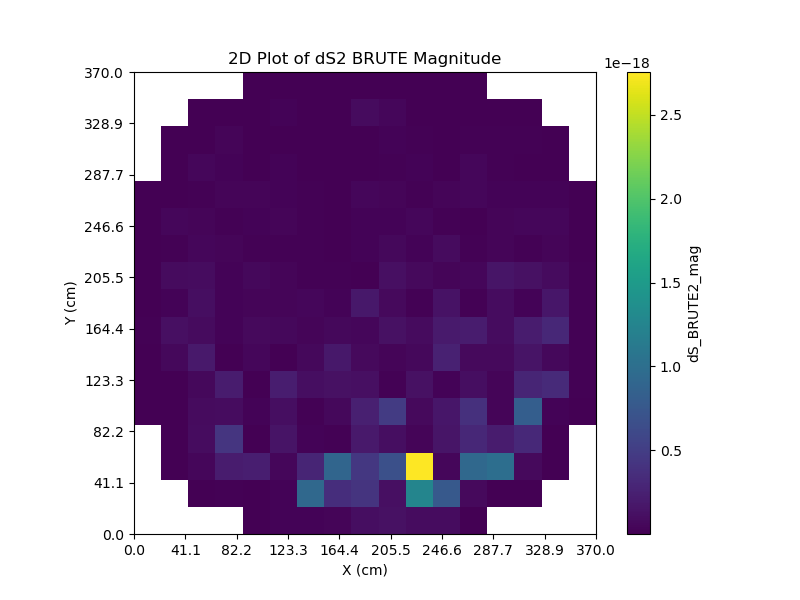 2D Plot of dS2 BRUTE Magnitude
1e−18
370.0
328.9
287.7
246.6
205.5
164.4
123.3
82.2
41.1
0.0
Y (cm)
0.0 41.1 82.2 123.3 164.4 205.5 246.6 287.7 328.9 370.0
X (cm)
2.5
2.0
1.5
1.0
0.5
dS_BRUTE2_mag